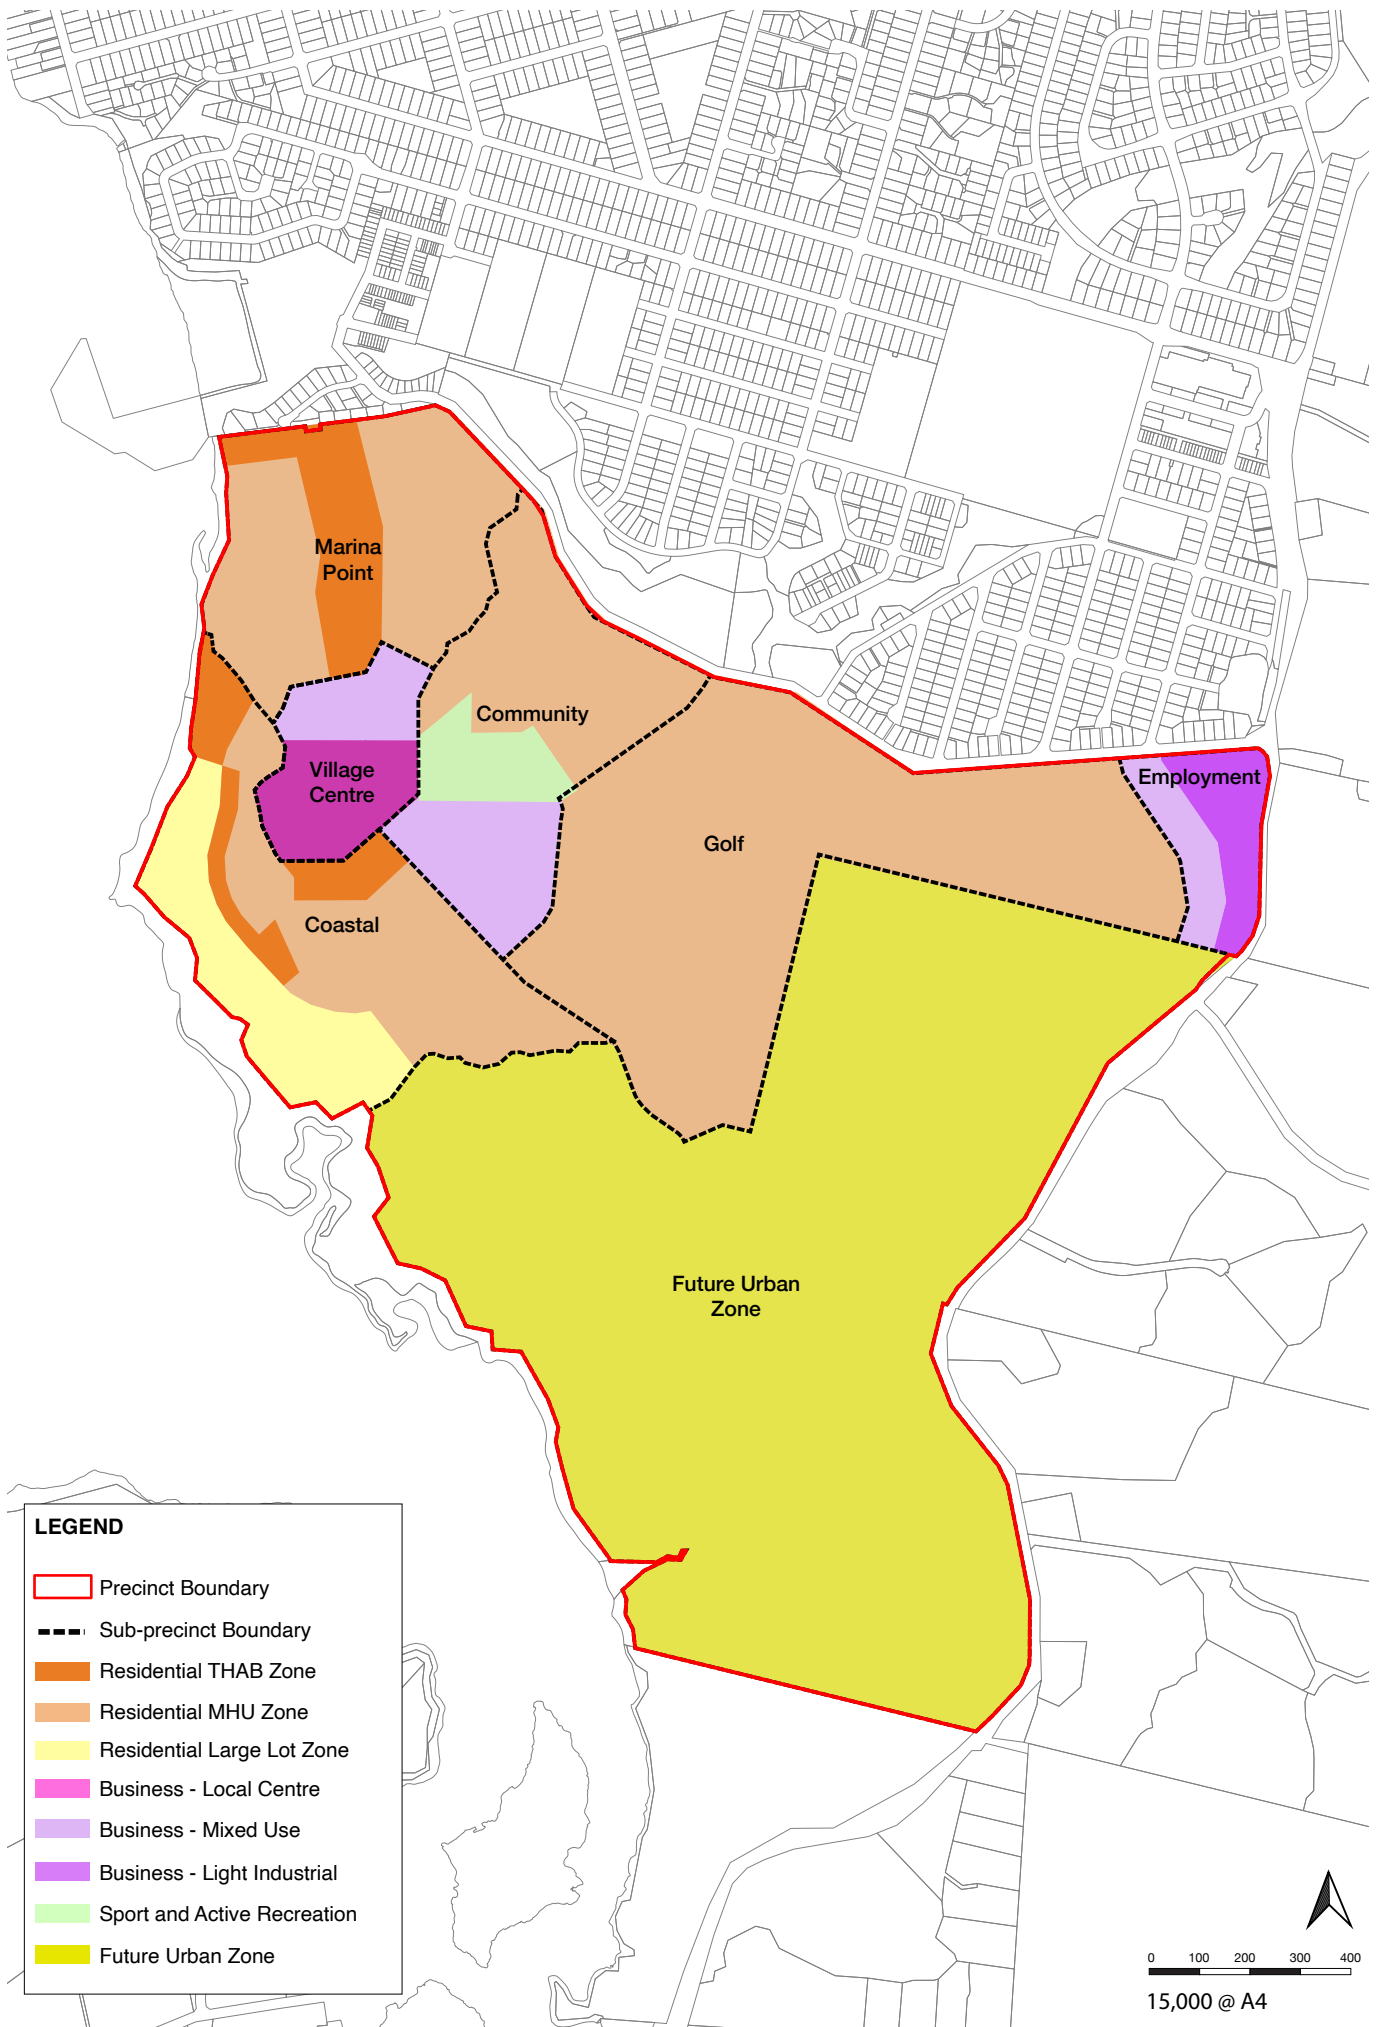 Marina
Point
Community
Village
Centre
Employment
Golf
Coastal
Future Urban
Zone
LEGEND
Precinct Boundary
Sub-precinct Boundary
Residential THAB Zone
Residential MHU Zone
Residential Large Lot Zone
Business - Local Centre
Business - Mixed Use
Business - Light Industrial
Sport and Active Recreation
Future Urban Zone
0 100 200 300 400
15,000 @ A4